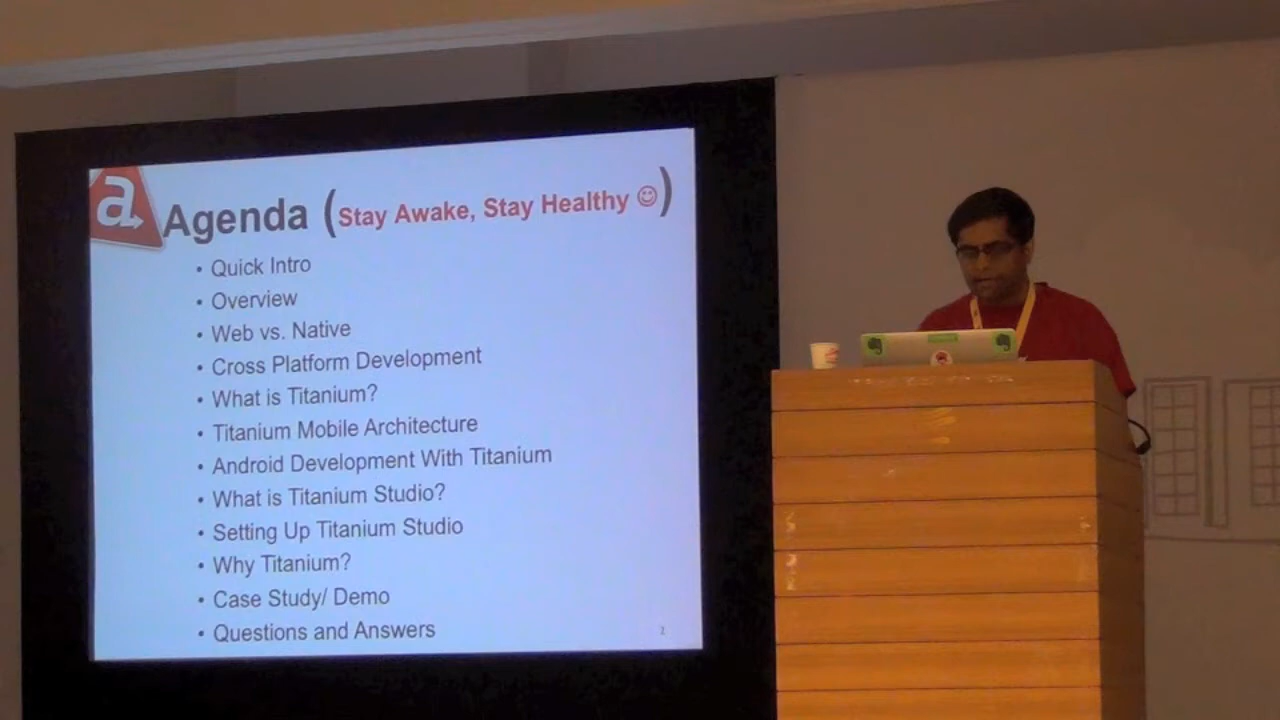 a
Agenda (Stay Awake, Stay Healthy ☺)
• Quick Intro
• Overview
• Web vs. Native
• Cross Platform Development
• What is Titanium?
• Titanium Mobile Architecture
• Android Development With Titanium
• What is Titanium Studio?
• Setting Up Titanium Studio
• Why Titanium?
• Case Study/ Demo
• Questions and Answers
2